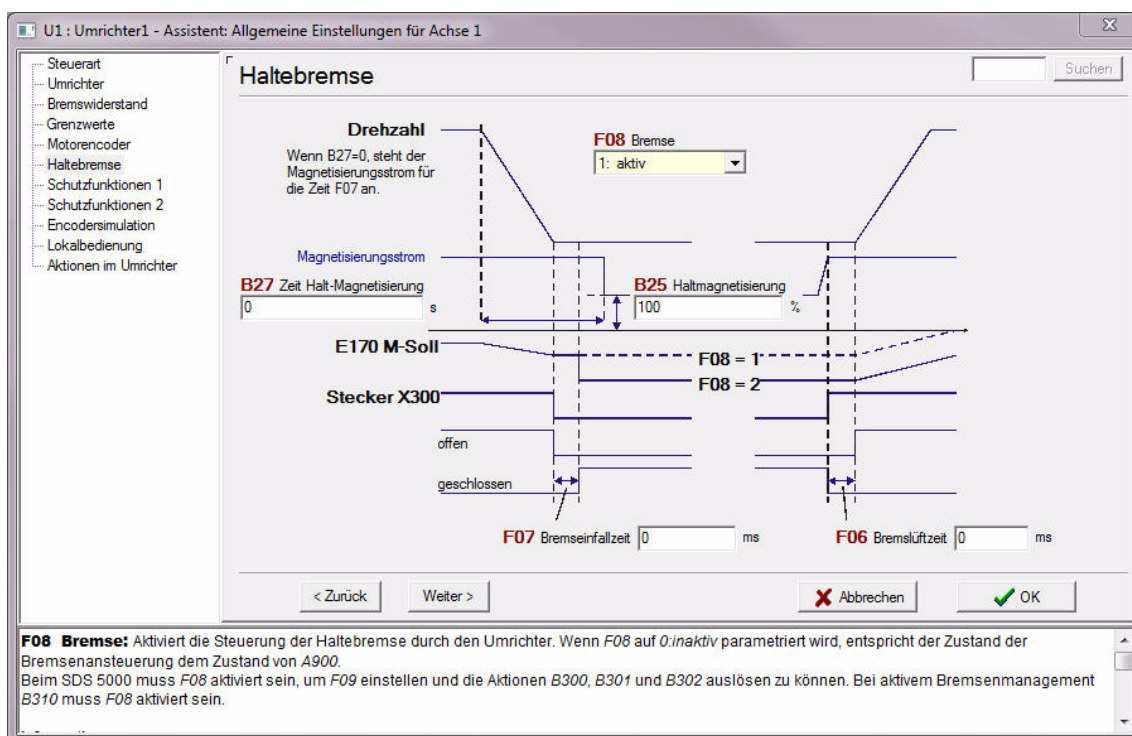 U1 : Umrichter1 - Assistent: Allgemeine Einstellungen für Achse 1
Steuerart
Umrichter
Bremswiderstand
Grenzwerte
Motorencoder
Haltebremse
Schutzfunktionen 1
Schutzfunktionen 2
Encodersimulation
Lokalbedienung
Aktionen im Umrichter
Haltebremse
Suchen
Drehzahl
Wenn B27=0, steht der
Magnetisierungsstrom für
die Zeit F07 an.
F08 Bremse
1: aktiv
Magnetisierungsstrom
B27 Zeit Halt-Magnetisierung
0 s
B25 Haltmagnetisierung
100 %
E170 M-Soll
F08 = 1
F08 = 2
Stecker X300
offen
geschlossen
F07 Bremseinfallzeit 0 ms
F06 Bremslüftzeit 0 ms
< Zurück
Weiter >
Abbrechen
OK
F08 Bremse: Aktiviert die Steuerung der Haltebremse durch den Umrichter. Wenn F08 auf 0:inaktiv parametriert wird, entspricht der Zustand der
Bremsenansteuerung dem Zustand von A900.
Beim SDS 5000 muss F08 aktiviert sein, um F09 einstellen und die Aktionen B300, B301 und B302 auslösen zu können. Bei aktivem Bremsenmanagement
B310 muss F08 aktiviert sein.